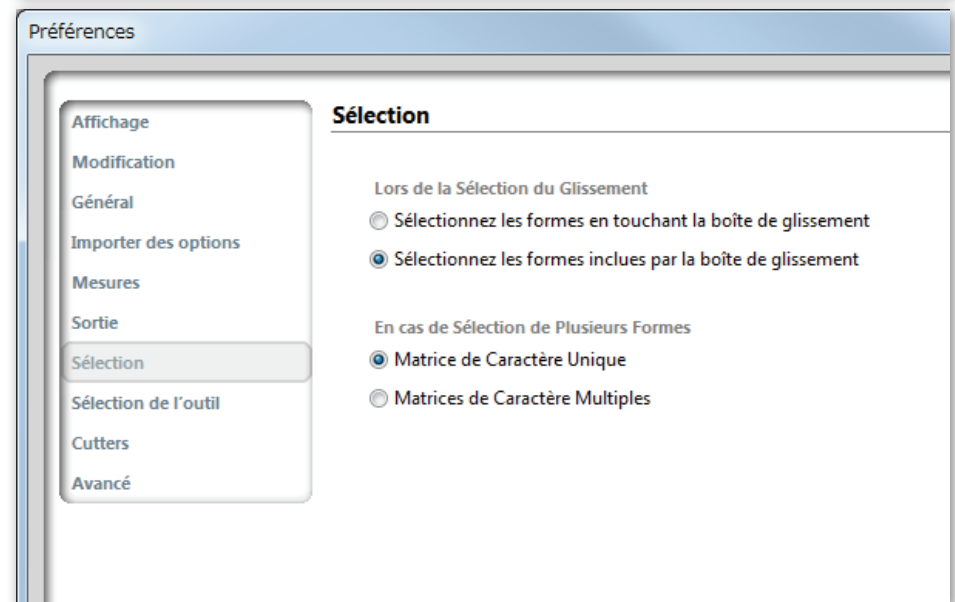 Préférences
Affichage
Modification
Général
Importer des options
Mesures
Sortie
Sélection
Sélection de l'outil
Cutters
Avancé
Sélection
Lors de la Sélection du Glissement
Sélectionnez les formes en touchant la boîte de glissement
Sélectionnez les formes inclues par la boîte de glissement
En cas de Sélection de Plusieurs Formes
Matrice de Caractère Unique
Matrices de Caractère Multiples